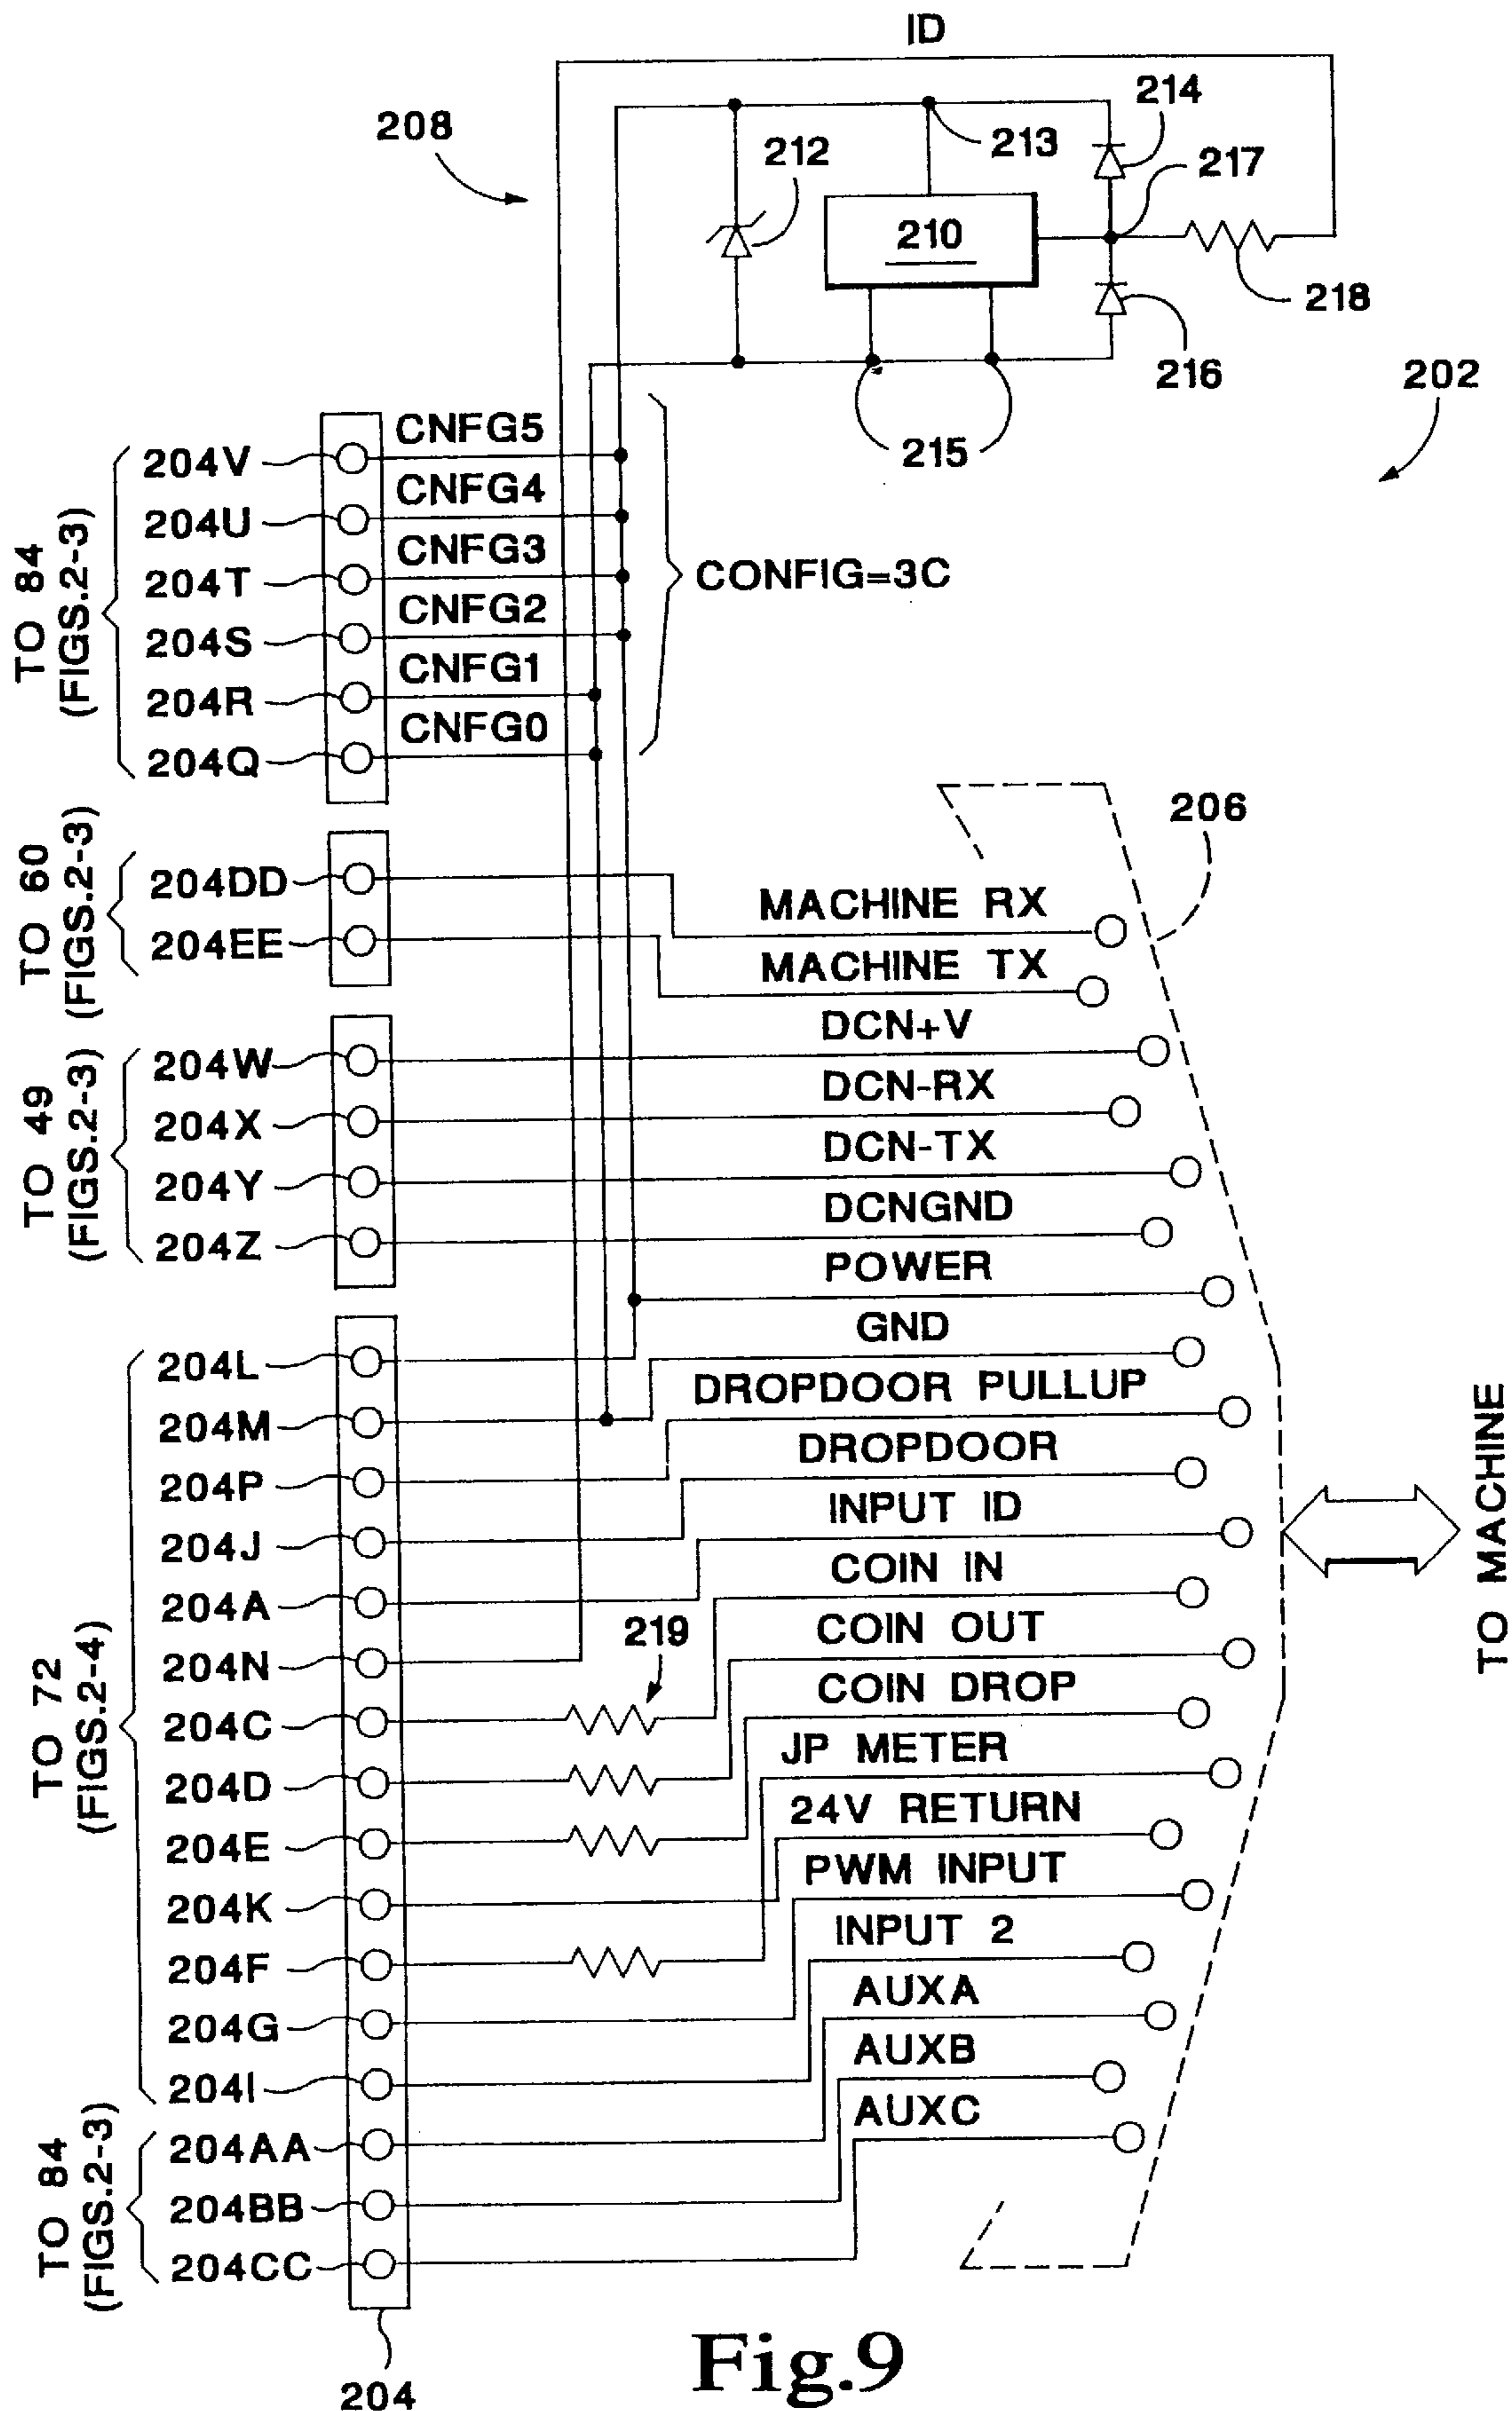 ID
208
212
213
214
217
210
218
216
215
202
TO 84
(FIGS.2-3)
204V
CNFG5
204U
CNFG4
204T
CNFG3
204S
CNFG2
204R
CNFG1
204Q
CNFG0
CONFIG=3C
206
TO 60
(FIGS.2-3)
204DD
MACHINE RX
204EE
MACHINE TX
TO 49
(FIGS.2-3)
204W
DCN+V
204X
DCN-RX
204Y
DCN-TX
204Z
DCNGND
POWER
TO 72
(FIGS.2-4)
204L
GND
204M
DROPDOOR PULLUP
204P
DROPDOOR
204J
INPUT ID
204A
COIN IN
204N
COIN OUT
219
204C
COIN DROP
204D
JP METER
204E
24V RETURN
204K
PWM INPUT
204F
INPUT 2
204G
AUXA
204I
AUXB
TO 84
(FIGS.2-3)
204AA
AUXC
204BB
204CC
TO MACHINE
204
Fig.9